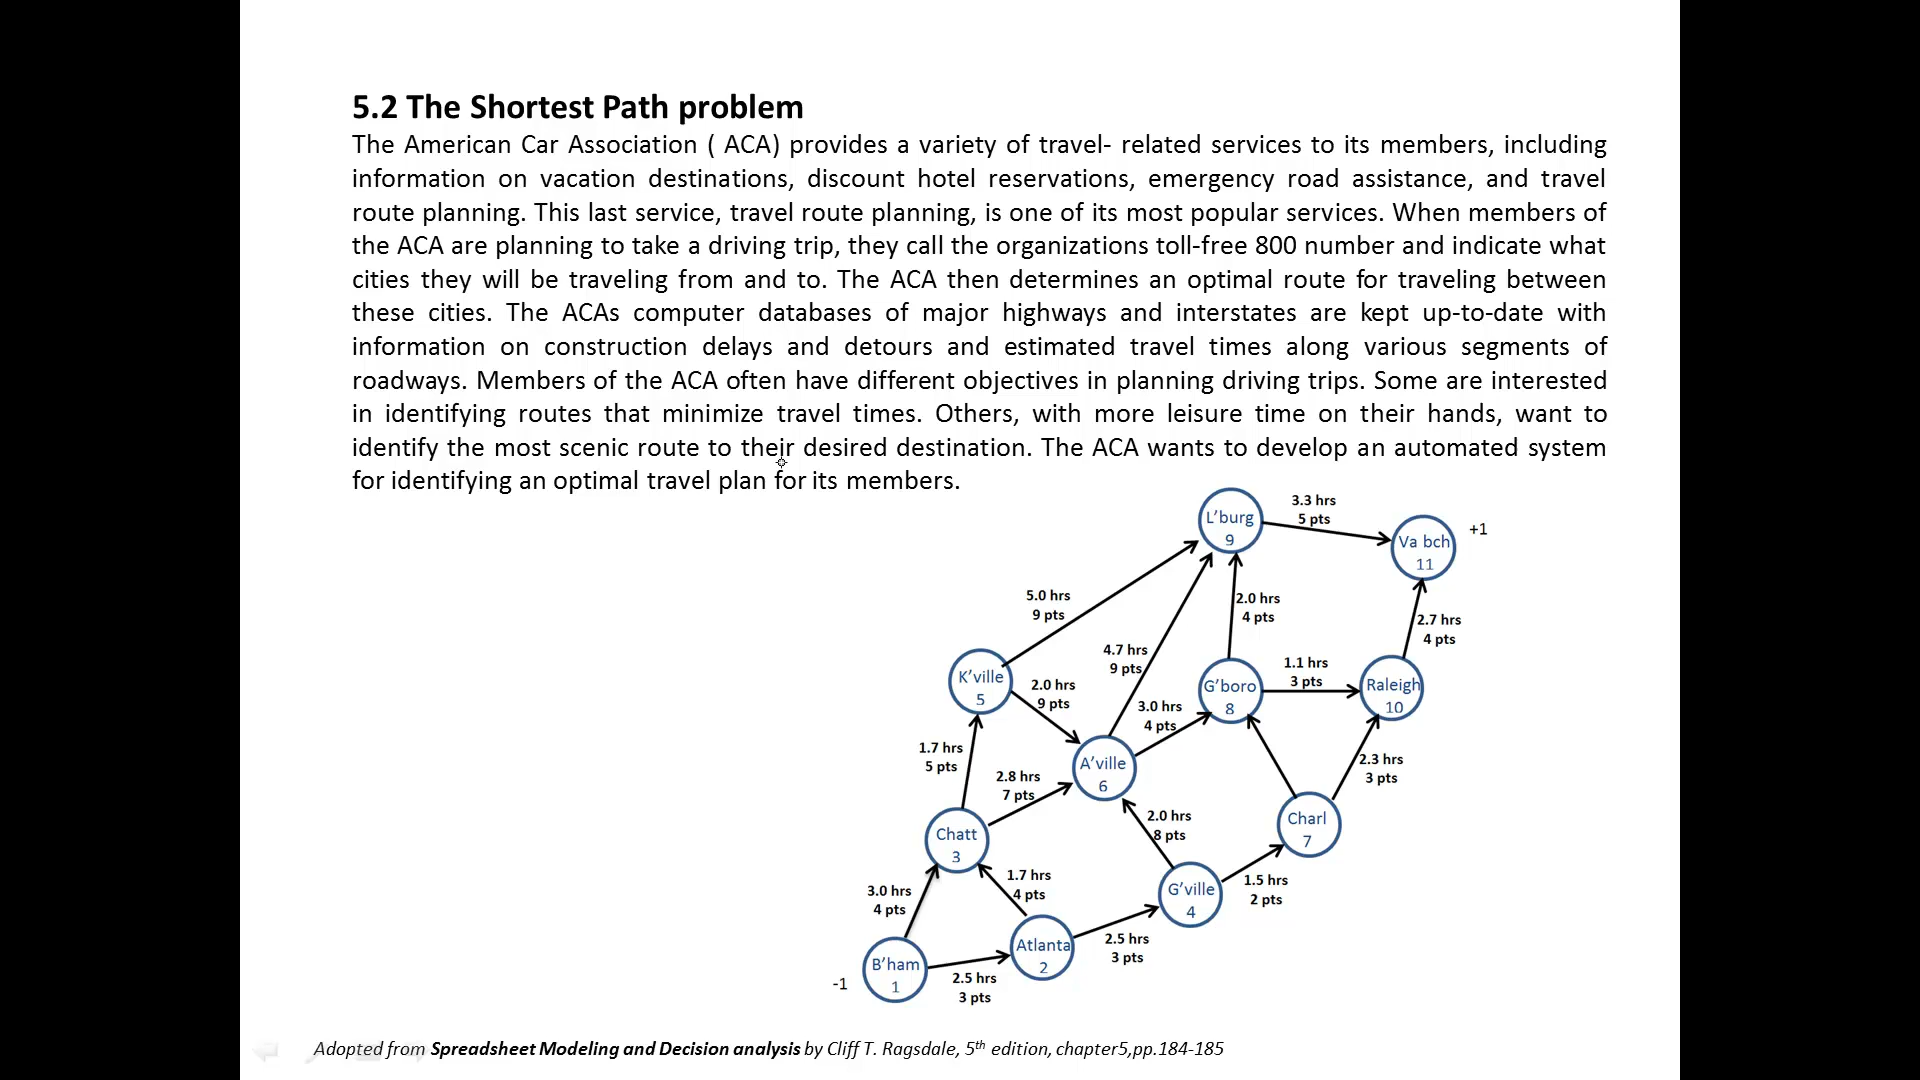 5.2 The Shortest Path problem
The American Car Association ( ACA) provides a variety of travel- related services to its members, including
information on vacation destinations, discount hotel reservations, emergency road assistance, and travel
route planning. This last service, travel route planning, is one of its most popular services. When members of
the ACA are planning to take a driving trip, they call the organizations toll-free 800 number and indicate what
cities they will be traveling from and to. The ACA then determines an optimal route for traveling between
these cities. The ACAs computer databases of major highways and interstates are kept up-to-date with
information on construction delays and detours and estimated travel times along various segments of
roadways. Members of the ACA often have different objectives in planning driving trips. Some are interested
in identifying routes that minimize travel times. Others, with more leisure time on their hands, want to
identify the most scenic route to their desired destination. The ACA wants to develop an automated system
for identifying an optimal travel plan for its members.
3.3 hrs
5 pts
L'burg
9
Va bch
11
+1
5.0 hrs
9 pts
2.0 hrs
4 pts
2.7 hrs
4 pts
4.7 hrs
9 pts
1.1 hrs
3 pts
K'ville
5
2.0 hrs
9 pts
G'boro
8
Raleigh
10
3.0 hrs
4 pts
1.7 hrs
5 pts
2.8 hrs
7 pts
A'ville
6
2.3 hrs
3 pts
2.0 hrs
8 pts
Charl
7
Chatt
3
3.0 hrs
4 pts
1.7 hrs
4 pts
G'ville
4
1.5 hrs
2 pts
Atlanta
2
2.5 hrs
3 pts
B'ham
1
-1
2.5 hrs
3 pts
Adopted from Spreadsheet Modeling and Decision analysis by Cliff T. Ragsdale, 5th edition, chapter5,pp.184-185